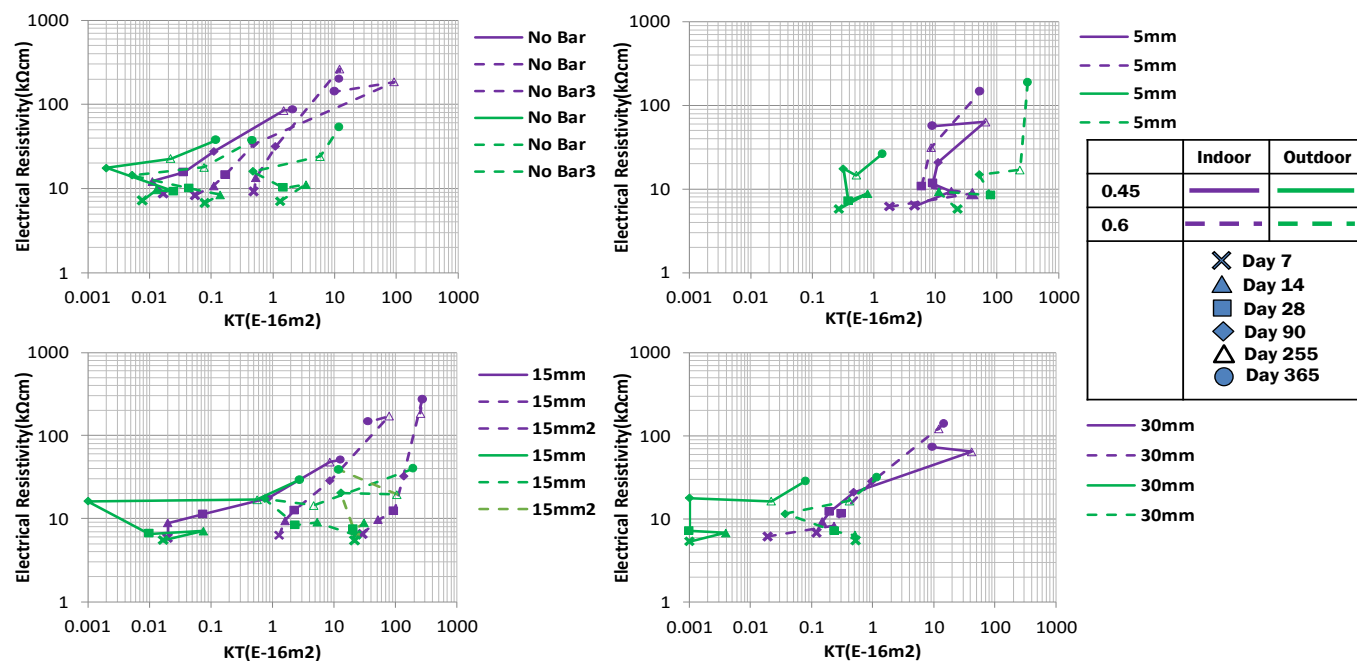 1000
100
10
1
Electrical Resistivity(kΩcm)
0.001 0.01 0.1 1 10 100 1000
KT(E-16m2)
No Bar
No Bar
No Bar3
No Bar
No Bar
No Bar3
1000
100
10
1
Electrical Resistivity(kΩcm)
0.001 0.01 0.1 1 10 100 1000
KT(E-16m2)
5mm
5mm
5mm
5mm
Indoor Outdoor
0.45
0.6
Day 7
Day 14
Day 28
Day 90
Day 255
Day 365
1000
100
10
1
Electrical Resistivity(kΩcm)
0.001 0.01 0.1 1 10 100 1000
KT(E-16m2)
15mm
15mm
15mm2
15mm
15mm
15mm2
1000
100
10
1
Electrical Resistivity(kΩcm)
0.001 0.01 0.1 1 10 100 1000
KT(E-16m2)
30mm
30mm
30mm
30mm